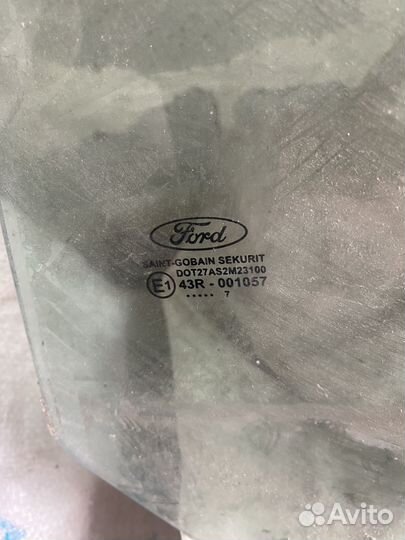 Ford
SAINT-GOBAIN SEKURIT
DOT27AS2M23100
E1 43R - 001057
..... 7
Avito